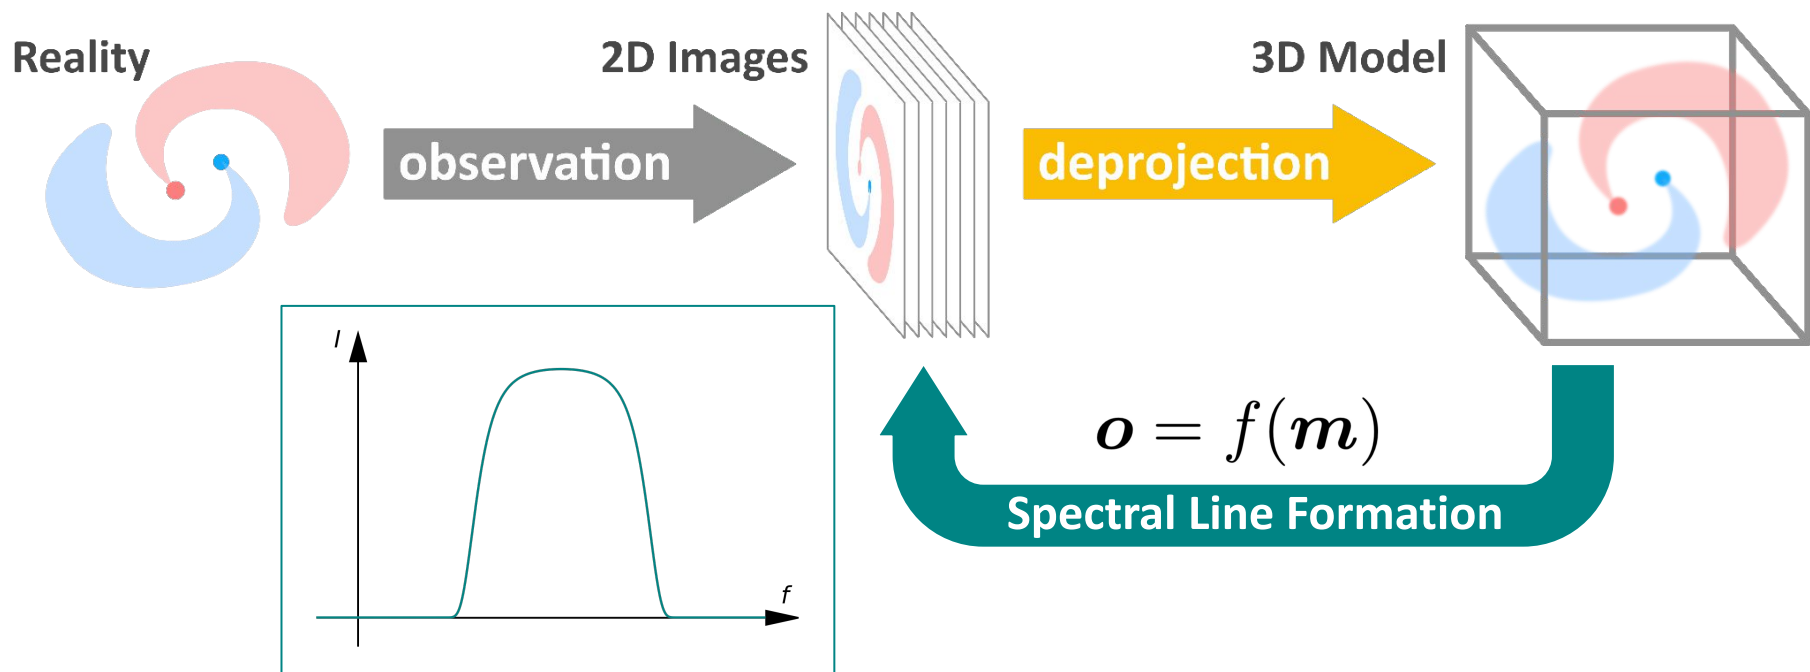 Reality
2D Images
3D Model
observation
deprojection
I
f
o = f(m)
Spectral Line Formation